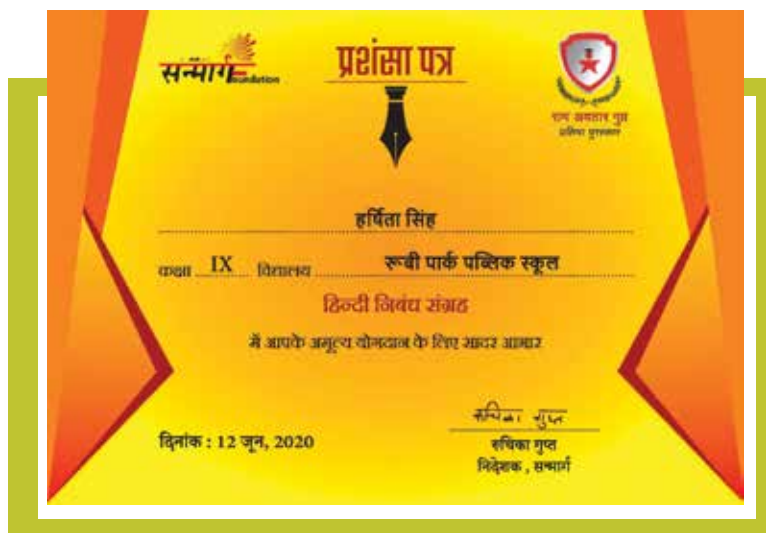 सन्मार्ग
Foundation
प्रशंसा पत्र
राम अवतार गुप्त
प्रतिभा पुरस्कार
हर्षिता सिंह
कक्षा IX विद्यालय रूबी पार्क पब्लिक स्कूल
हिन्दी निबंध संग्रह
में आपके अमूल्य योगदान के लिए सादर आभार
रुचिका गुप्त
दिनांक : 12 जून, 2020
रुचिका गुप्त
निदेशक , सन्मार्ग